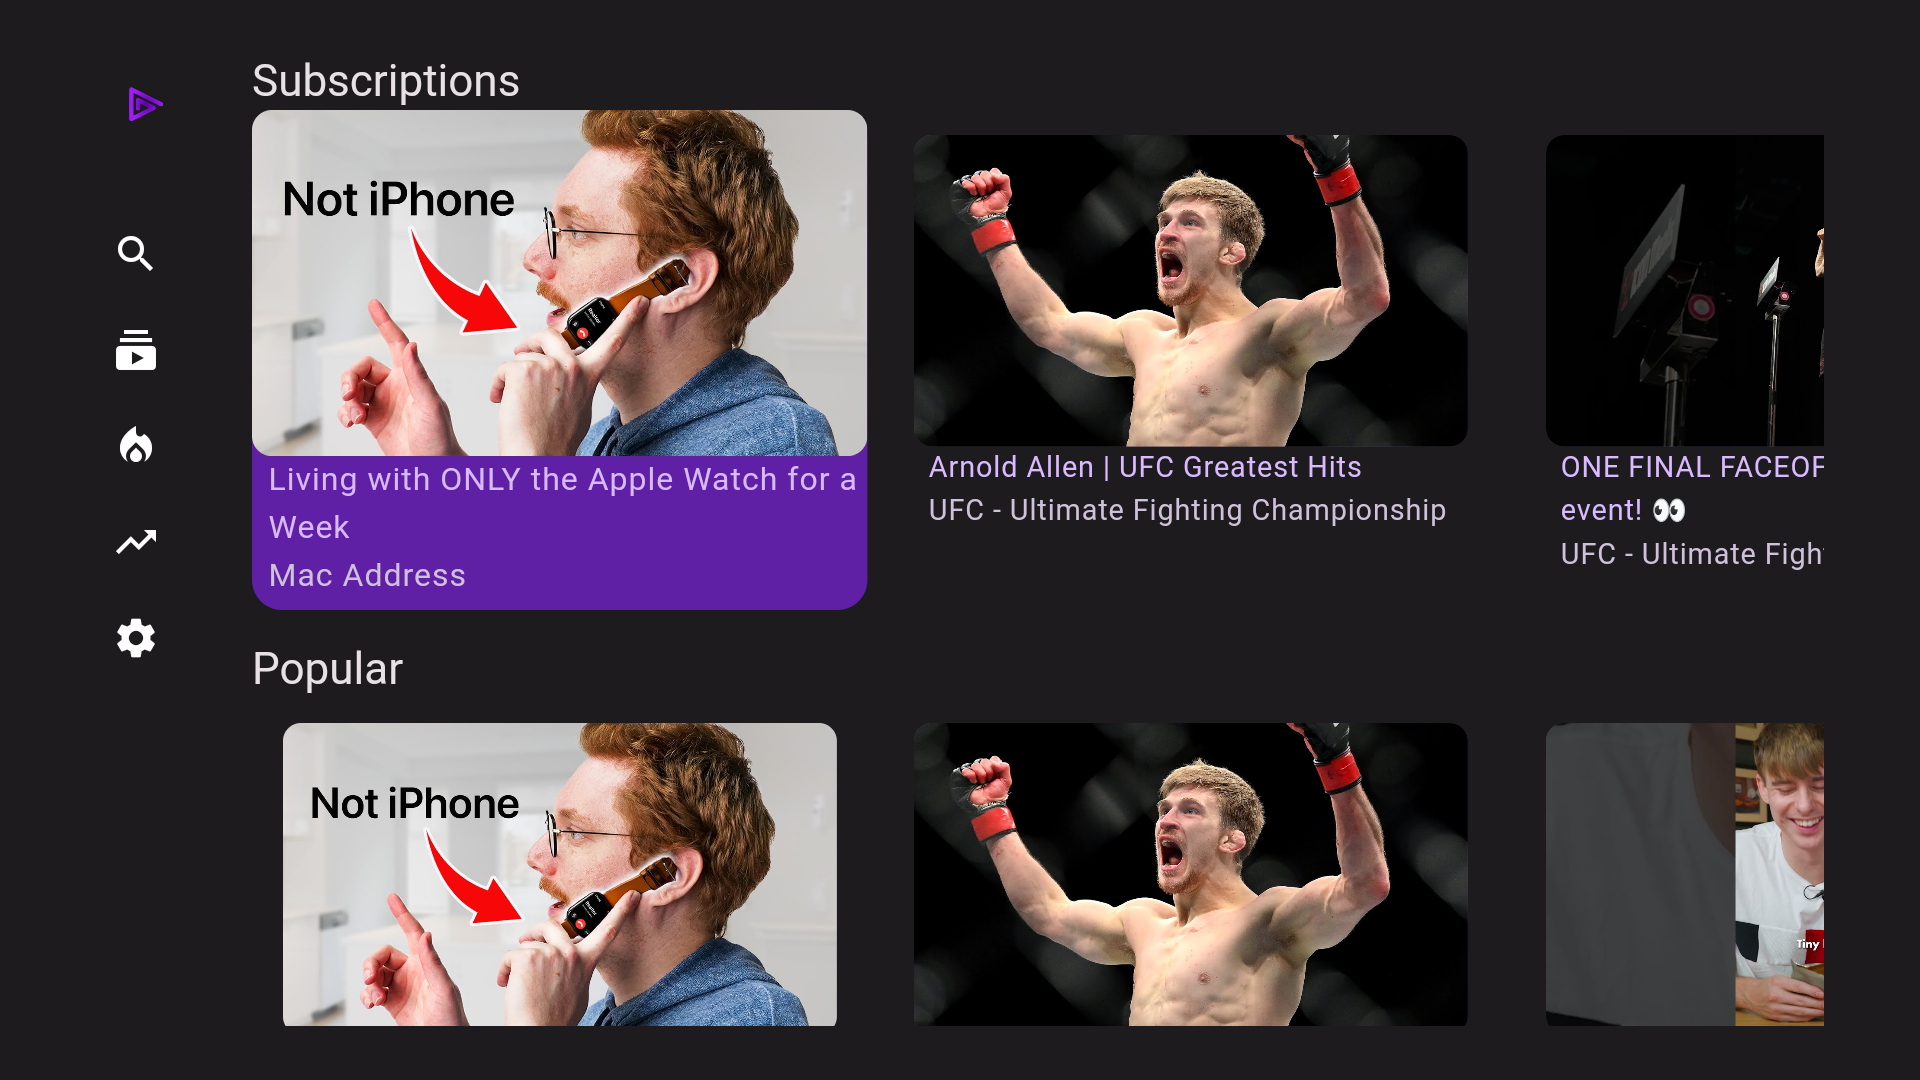 Subscriptions
Not iPhone
Living with ONLY the Apple Watch for a
Week
Mac Address
Arnold Allen | UFC Greatest Hits
UFC - Ultimate Fighting Championship
ONE FINAL FACEOF
event! 👀
UFC - Ultimate Figh
Popular
Not iPhone
Tiny